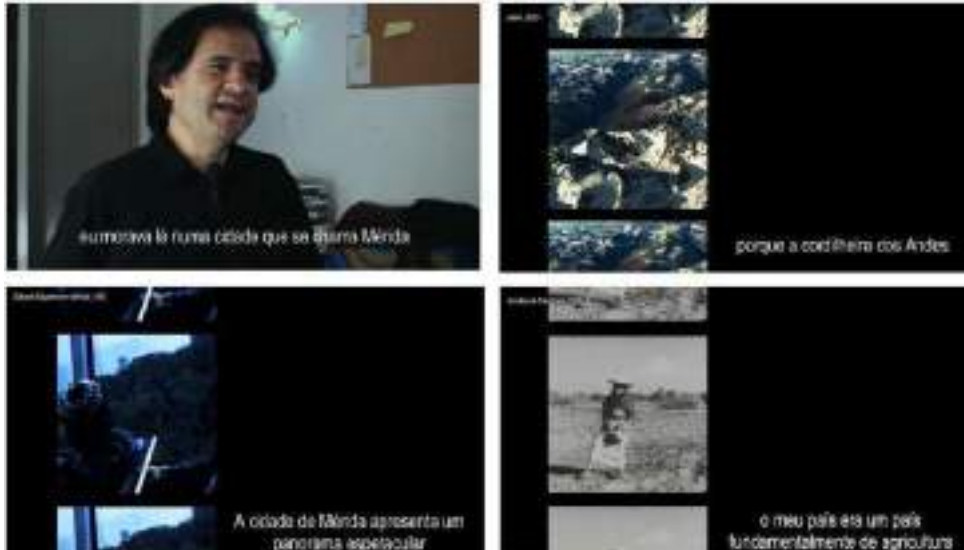 eu morava lá numa cidade que se chama Mérida
porque a cordilheira dos Andes
A cidade de Mérida apresenta um
panorama espetacular
o meu país era um país
fundamentalmente de agricultura